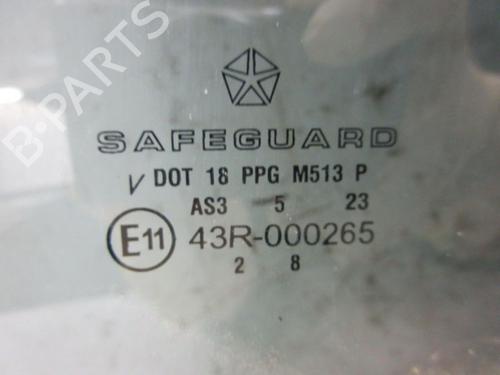 B-PARTS
SAFEGUARD
V DOT 18 PPG M513 P
AS3 5 23
E11 43R-000265
2 8